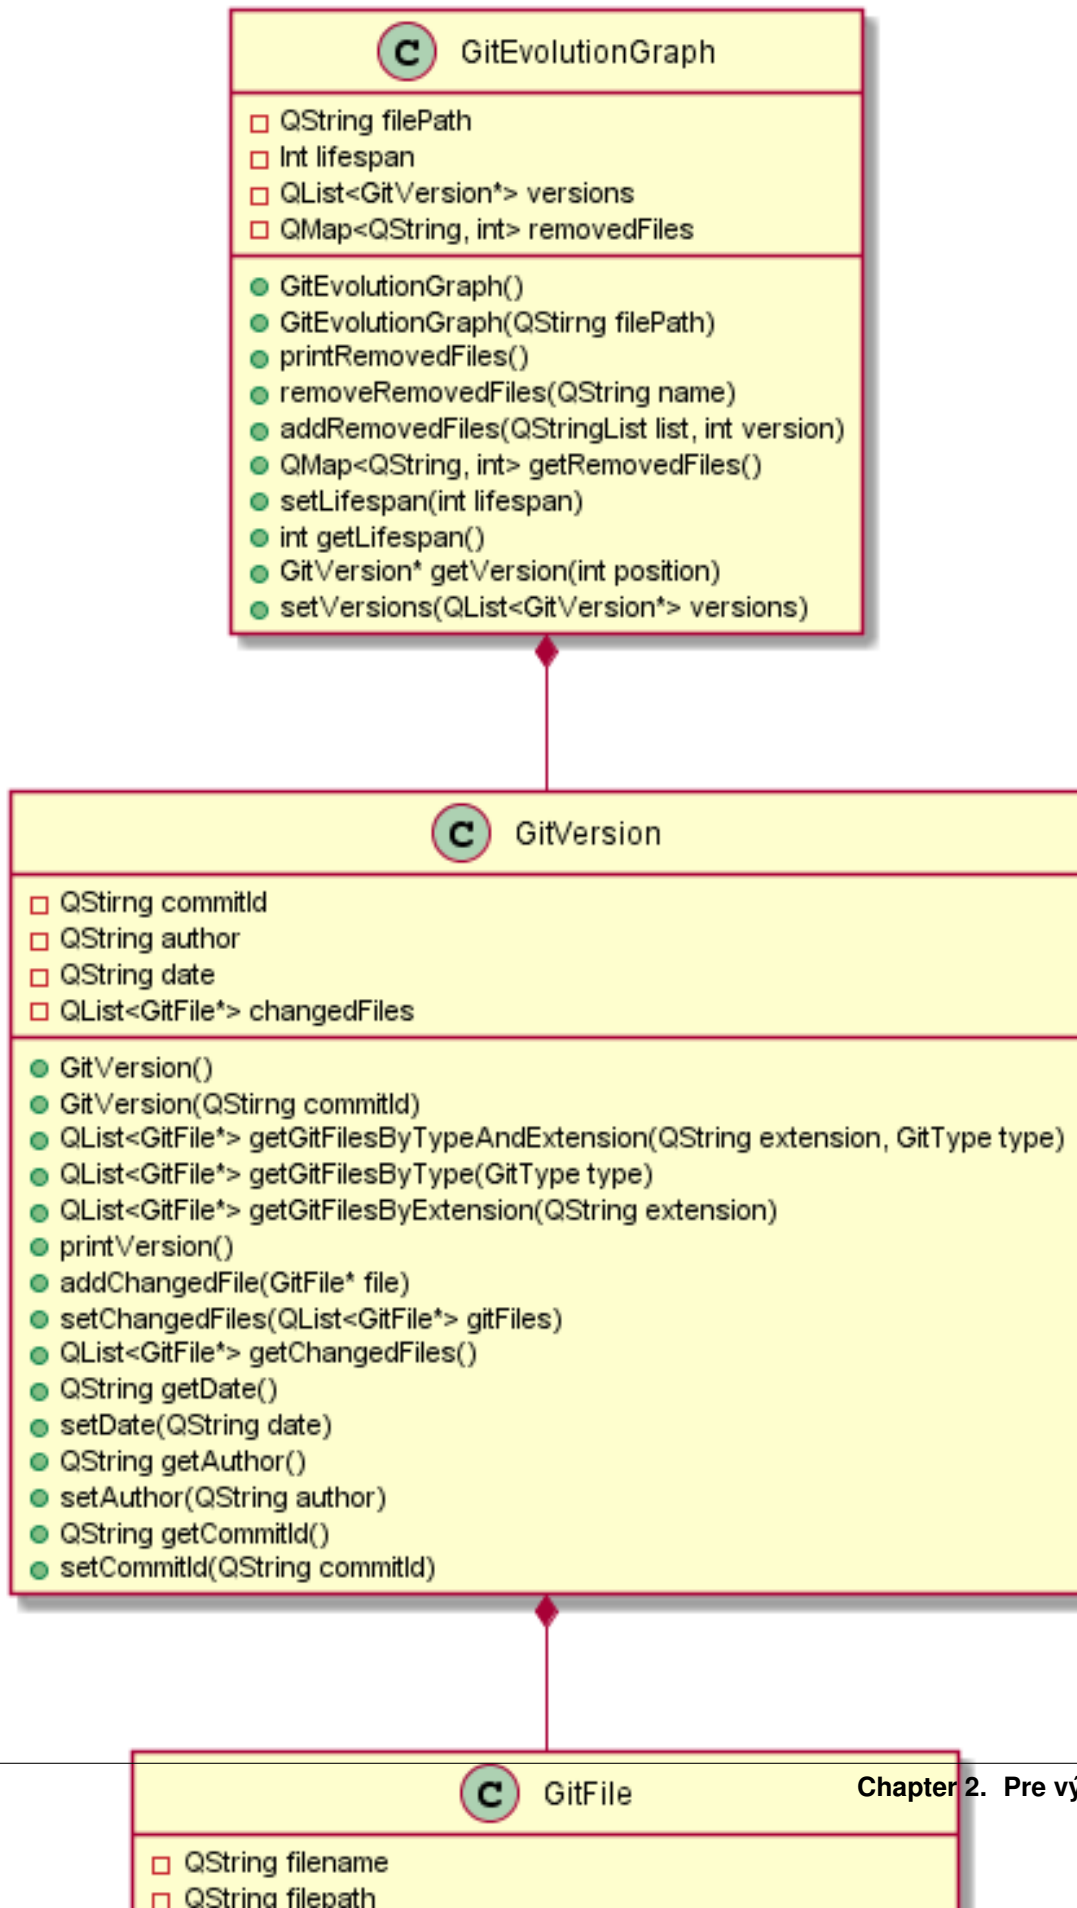 C GitEvolutionGraph
QString filePath
Int lifespan
QList<GitVersion*> versions
QMap<QString, int> removedFiles
GitEvolutionGraph()
GitEvolutionGraph(QStirng filePath)
printRemovedFiles()
removeRemovedFiles(QString name)
addRemovedFiles(QStringList list, int version)
QMap<QString, int> getRemovedFiles()
setLifespan(int lifespan)
int getLifespan()
GitVersion* getVersion(int position)
setVersions(QList<GitVersion*> versions)
C GitVersion
QStirng commitId
QString author
QString date
QList<GitFile*> changedFiles
GitVersion()
GitVersion(QStirng commitId)
QList<GitFile*> getGitFilesByTypeAndExtension(QString extension, GitType type)
QList<GitFile*> getGitFilesByType(GitType type)
QList<GitFile*> getGitFilesByExtension(QString extension)
printVersion()
addChangedFile(GitFile* file)
setChangedFiles(QList<GitFile*> gitFiles)
QList<GitFile*> getChangedFiles()
QString getDate()
setDate(QString date)
QString getAuthor()
setAuthor(QString author)
QString getCommitId()
setCommitId(QString commitId)
C GitFile
Chapter 2. Pre vý
QString filename
QString filepath